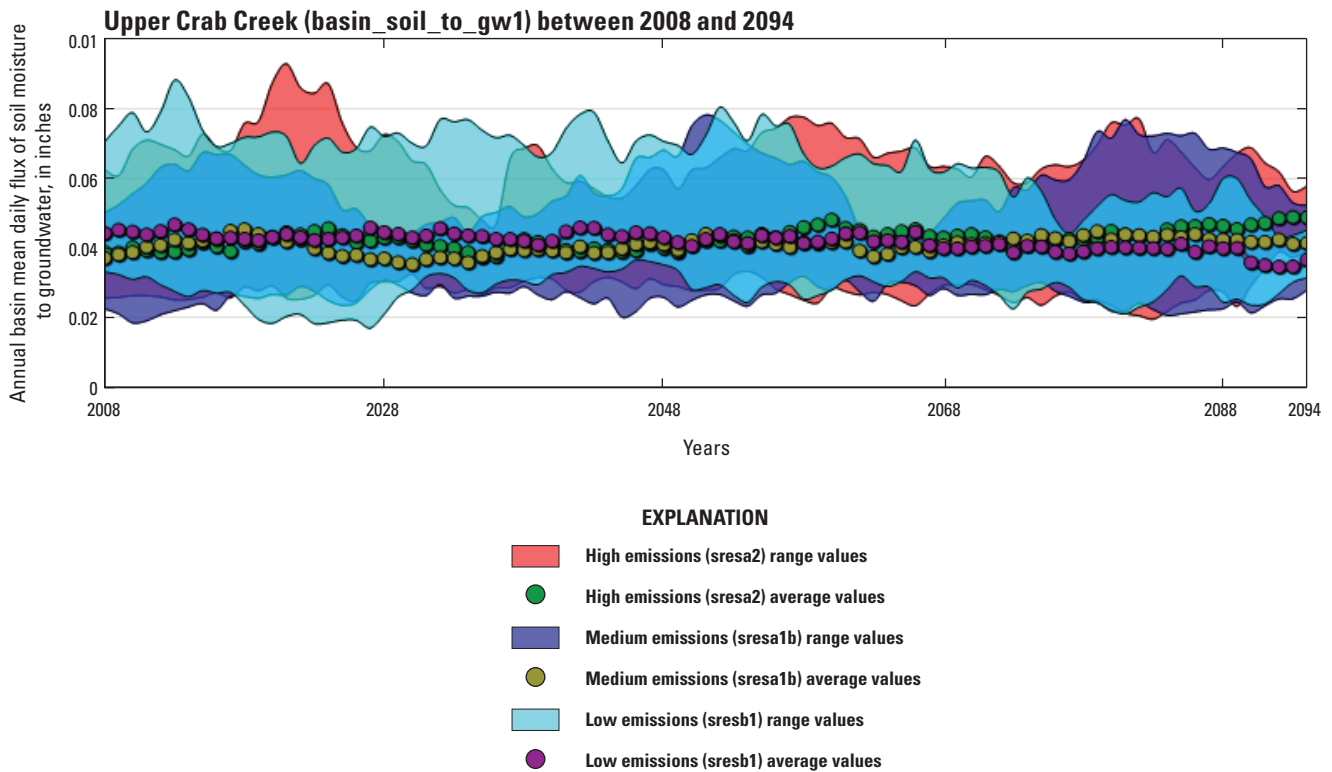 Upper Crab Creek (basin_soil_to_gw1) between 2008 and 2094
Annual basin mean daily flux of soil moisture
to groundwater, in inches
0.01
0.08
0.06
0.04
0.02
0
2008
2028
2048
2068
2088
2094
Years
EXPLANATION
High emissions (sresa2) range values
High emissions (sresa2) average values
Medium emissions (sresa1b) range values
Medium emissions (sresa1b) average values
Low emissions (sresb1) range values
Low emissions (sresb1) average values